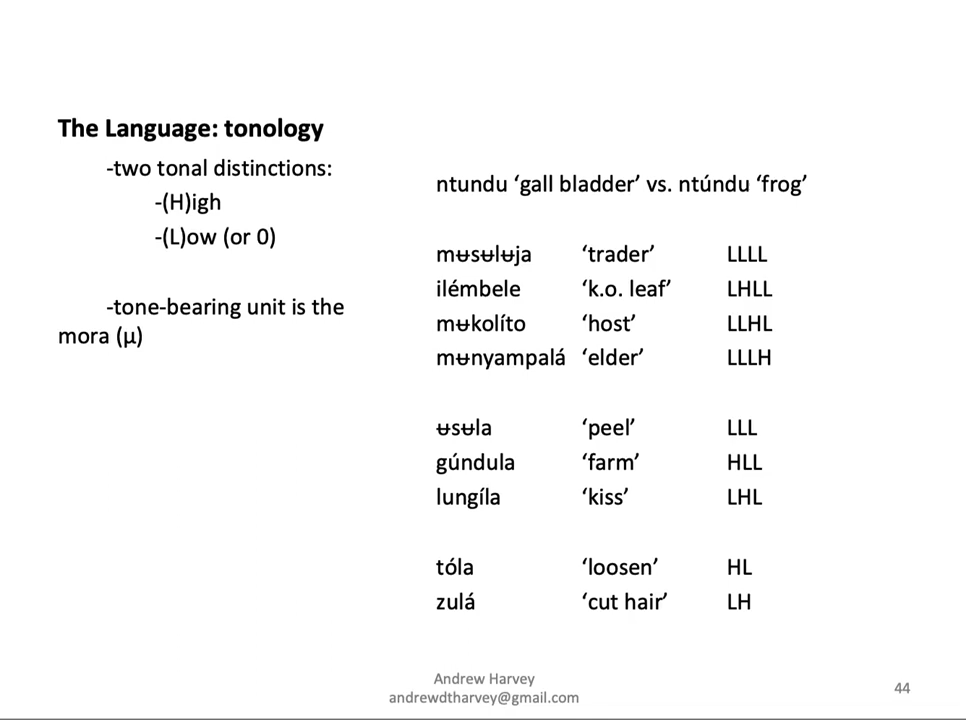 The Language: tonology
-two tonal distinctions:
-(H)igh
-(L)ow (or 0)
-tone-bearing unit is the
mora (μ)
ntundu ‘gall bladder’ vs. ntúndu ‘frog’
mʉsʉlʉja ‘trader’ LLLL
ilémbele ‘k.o. leaf’ LHLL
mʉkolíto ‘host’ LLHL
mʉnyampalá ‘elder’ LLLH
ʉsʉla ‘peel’ LLL
gúndula ‘farm’ HLL
lungíla ‘kiss’ LHL
tóla ‘loosen’ HL
zulá ‘cut hair’ LH
Andrew Harvey
andrewdtharvey@gmail.com
44